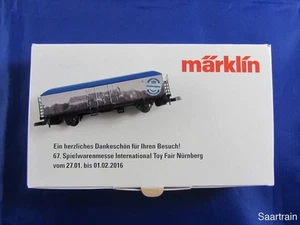 märklin
Ein herzliches Dankeschön für Ihren Besuch!
67. Spielwarenmesse International Toy Fair Nürnberg
vom 27.01. bis 01.02.2016
Saartrain